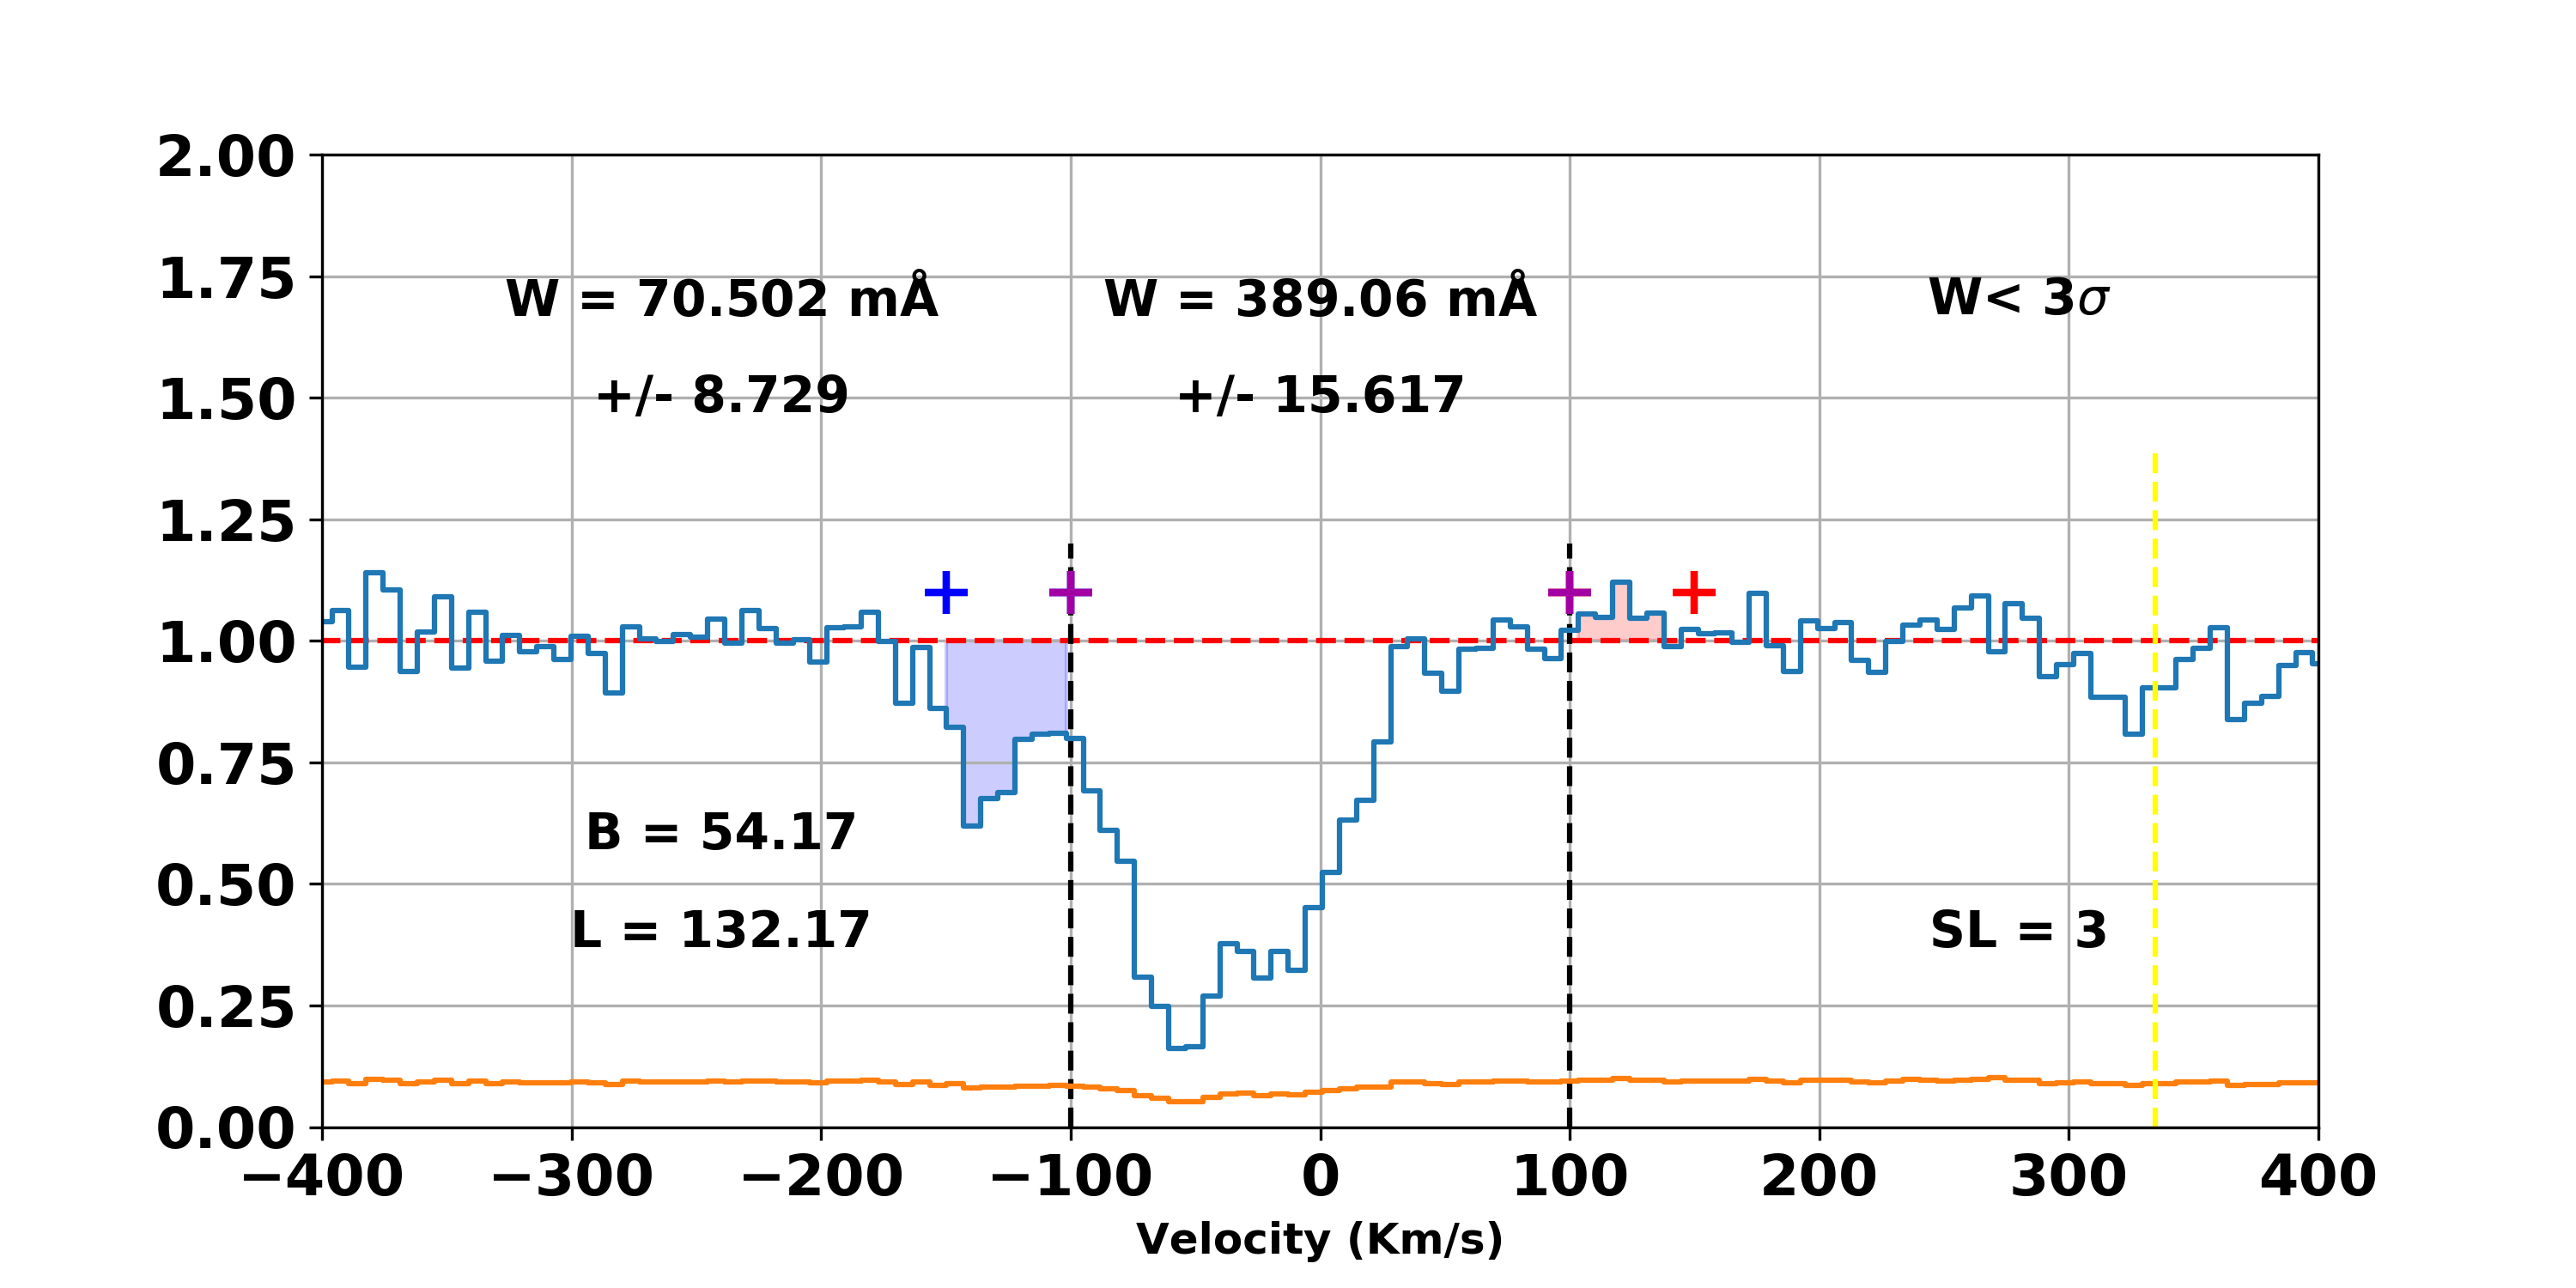 2.00
1.75
W = 70.502 mÅ W = 389.06 mÅ W< 3σ
1.50
+/- 8.729 +/- 15.617
1.25
1.00
0.75
B = 54.17
0.50
L = 132.17 SL = 3
0.25
0.00
−400 −300 −200 −100 0 100 200 300 400
Velocity (Km/s)